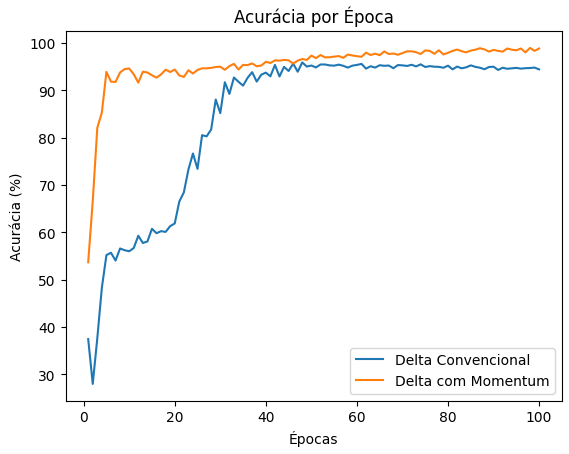 Acurácia por Época
Acurácia (%)
100
90
80
70
60
50
40
30
0 20 40 60 80 100
Épocas
Delta Convencional
Delta com Momentum